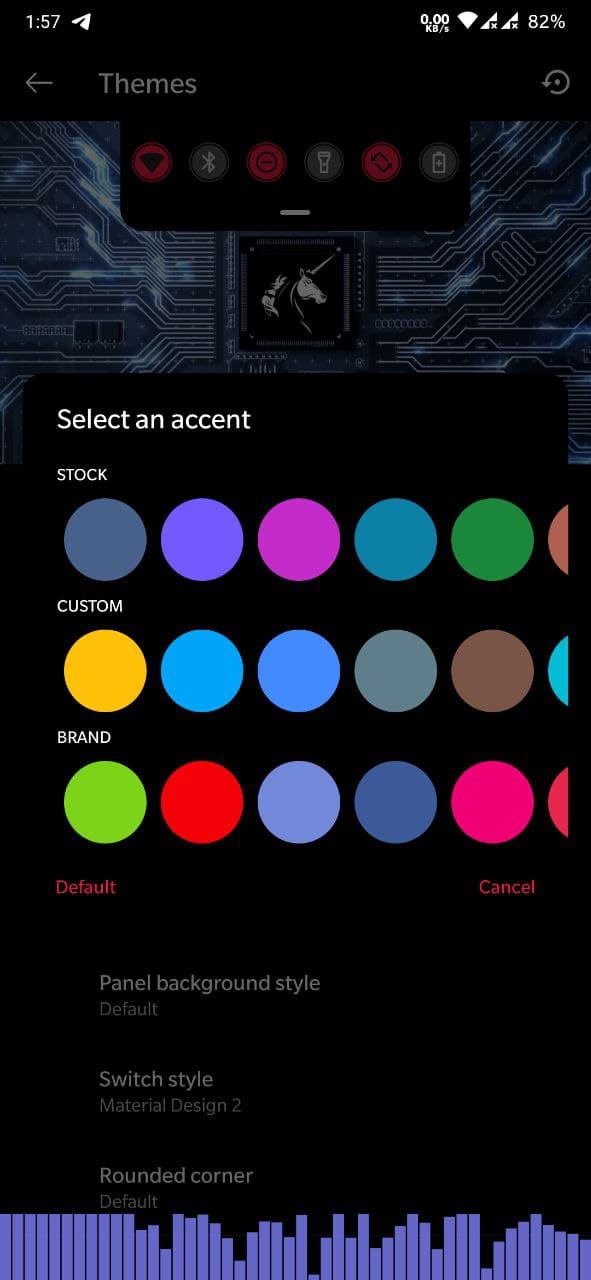 1:57
0.00
KB/s
82%
Themes
Select an accent
STOCK
CUSTOM
BRAND
Default
Cancel
Panel background style
Default
Switch style
Material Design 2
Rounded corner
Default